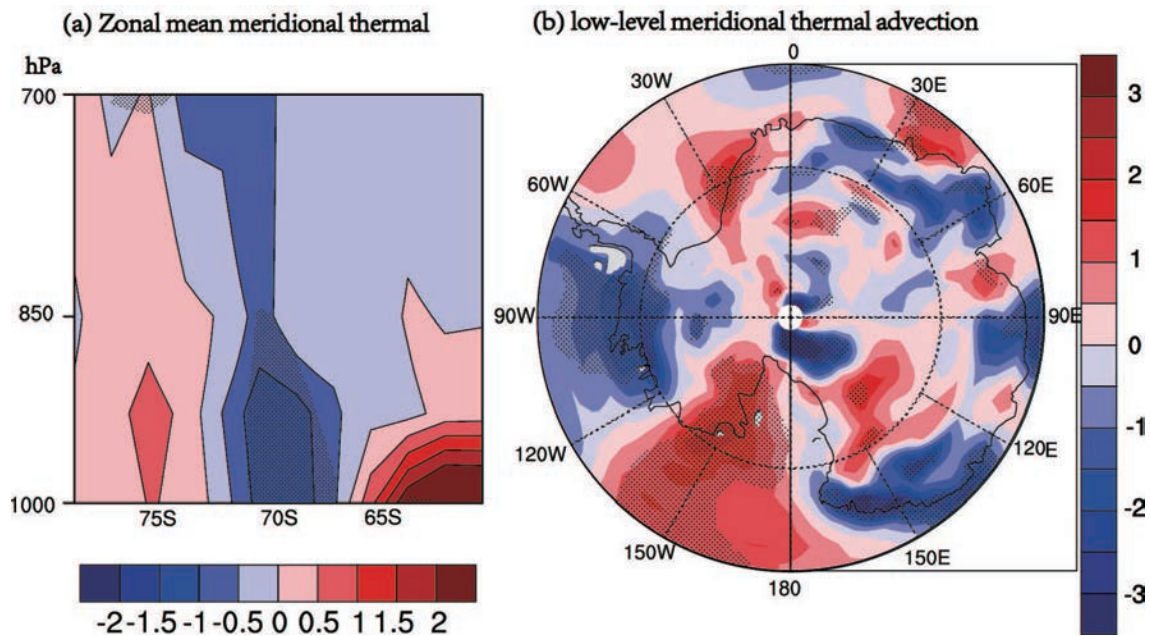 (a) Zonal mean meridional thermal
hPa
700
850
1000
75S 70S 65S
-2 -1.5 -1 -0.5 0 0.5 1 1.5 2
(b) low-level meridional thermal advection
0
30W 30E
60W 60E
90W 90E
120W 120E
150W 150E
180
3
2
1
0
-1
-2
-3